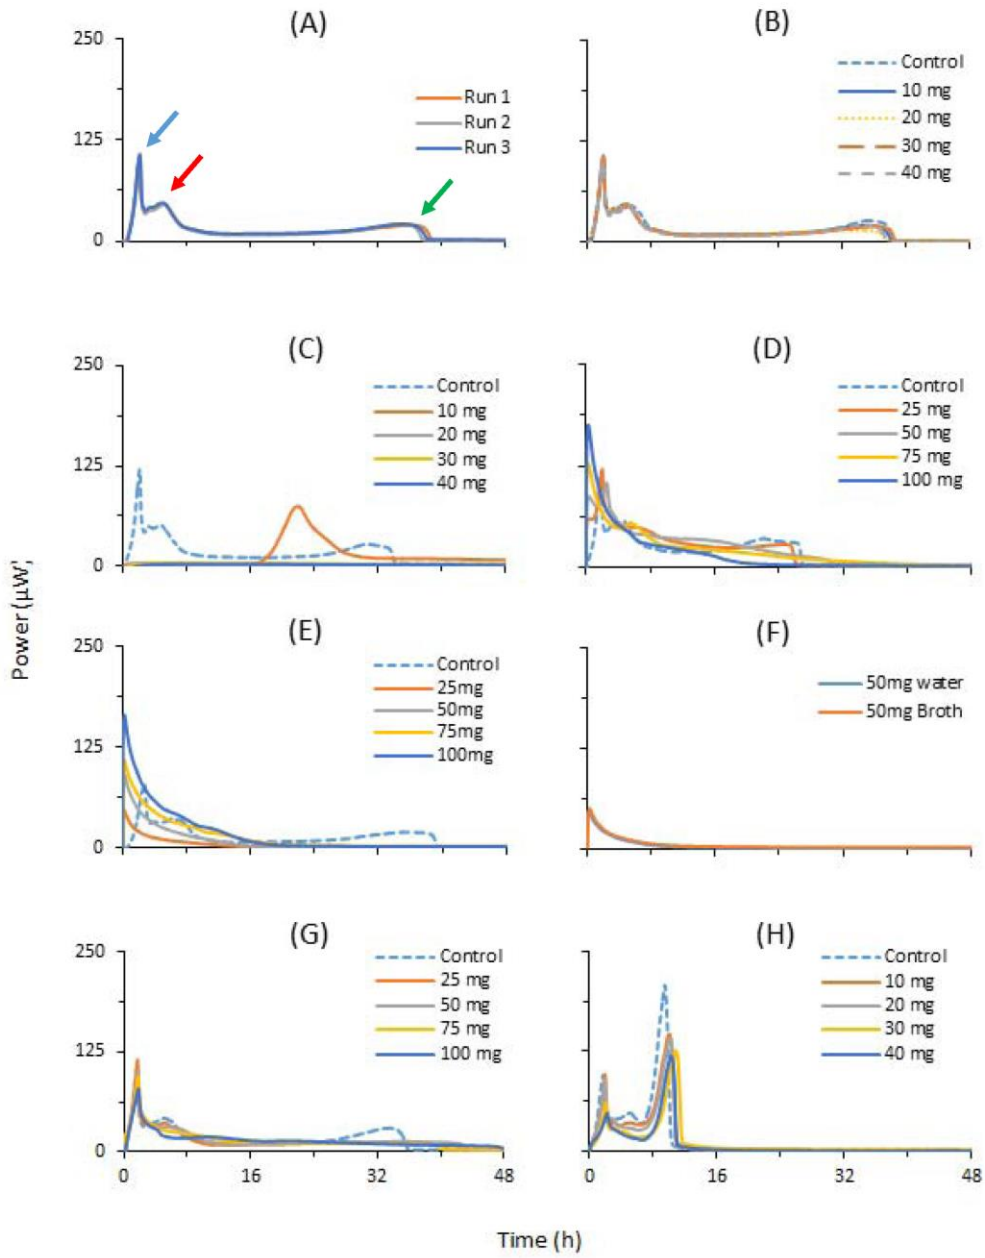 (A)
250
125
0
Run 1
Run 2
Run 3
(B)
Control
10 mg
20 mg
30 mg
40 mg
(C)
250
125
0
Control
10 mg
20 mg
30 mg
40 mg
(D)
Control
25 mg
50 mg
75 mg
100 mg
Power (µW)
(E)
250
125
0
Control
25mg
50mg
75mg
100mg
(F)
50mg water
50mg Broth
(G)
250
125
0
Control
25 mg
50 mg
75 mg
100 mg
0
16
32
48
(H)
Control
10 mg
20 mg
30 mg
40 mg
0
16
32
48
Time (h)